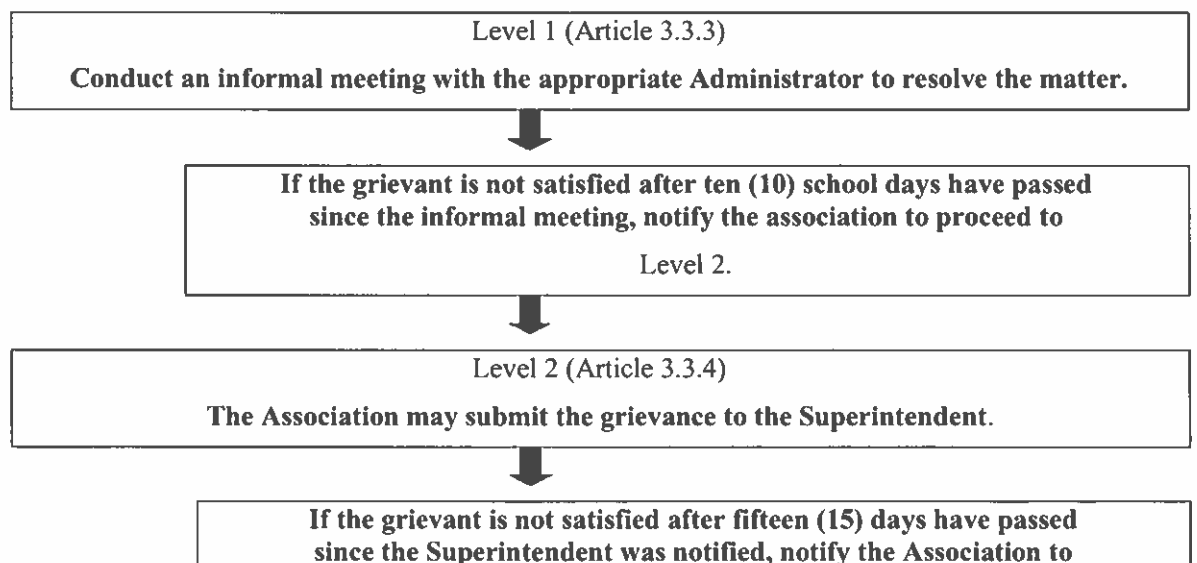 Level 1 (Article 3.3.3)
Conduct an informal meeting with the appropriate Administrator to resolve the matter.
If the grievant is not satisfied after ten (10) school days have passed
since the informal meeting, notify the association to proceed to
Level 2.
Level 2 (Article 3.3.4)
The Association may submit the grievance to the Superintendent.
If the grievant is not satisfied after fifteen (15) days have passed
since the Superintendent was notified, notify the Association to